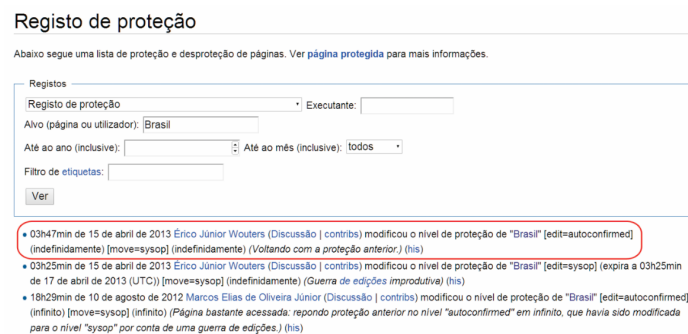 Registo de proteção
Abaixo segue uma lista de proteção e desproteção de páginas. Ver página protegida para mais informações.
Registos
Registo de proteção Executante:
Alvo (página ou utilizador): Brasil
Até ao ano (inclusive): Até ao mês (inclusive): todos
Filtro de etiquetas:
Ver
03h47min de 15 de abril de 2013 Érico Júnior Wouters (Discussão | contribs) modificou o nível de proteção de "Brasil" [edit=autoconfirmed]
(indefinidamente) [move=sysop] (indefinidamente) (Voltando com a proteção anterior.) (his)
03h25min de 15 de abril de 2013 Érico Júnior Wouters (Discussão | contribs) modificou o nível de proteção de "Brasil" [edit=sysop] (expira a 03h25min
de 17 de abril de 2013 (UTC)) [move=sysop] (indefinidamente) (Guerra de edições improdutiva) (his)
18h29min de 10 de agosto de 2012 Marcos Elias de Oliveira Júnior (Discussão | contribs) modificou o nível de proteção de "Brasil" [edit=autoconfirmed]
(infinito) [move=sysop] (infinito) (Página bastante acessada: repondo proteção anterior no nível "autoconfirmed" em infinito, que havia sido modificada
para o nível "sysop" por conta de uma guerra de edições.) (his)